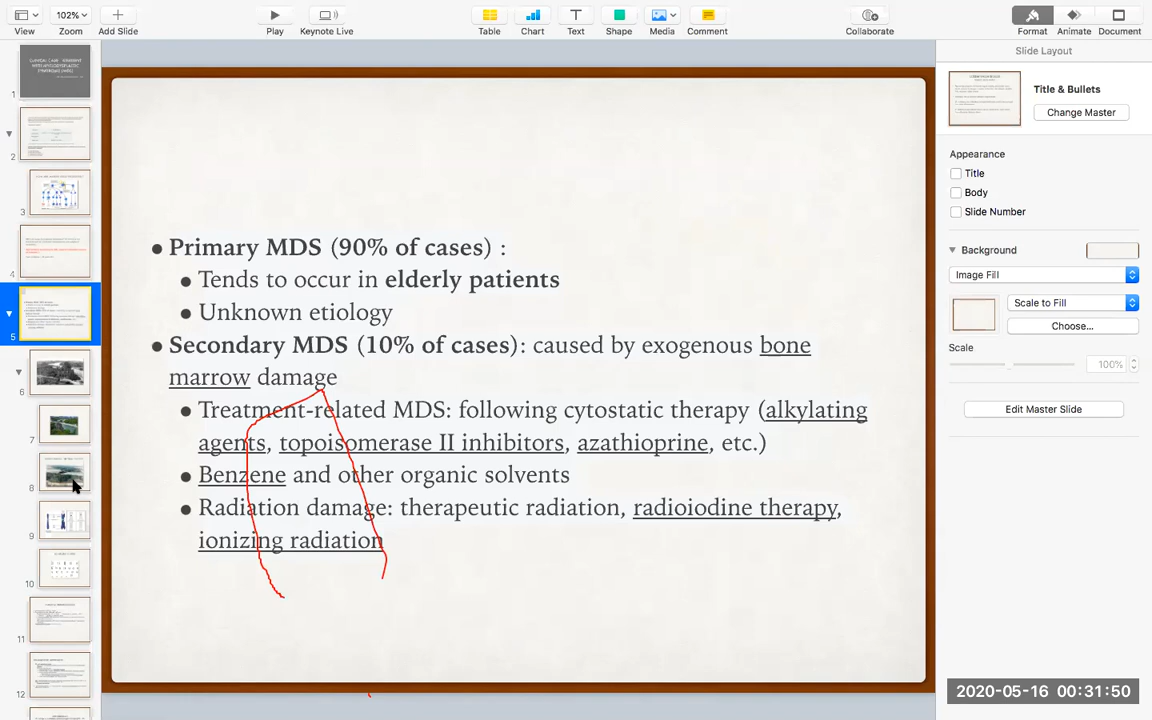 View
102%
Zoom
Add Slide
Play
Keynote Live
Table
Chart
Text
Shape
Media
Comment
Collaborate
Format
Animate
Document
Slide Layout
Title & Bullets
Change Master
Appearance
Title
Body
Slide Number
Background
Image Fill
Scale to Fill
Choose...
Scale
100%
Edit Master Slide
1
2
3
4
5
6
7
8
9
10
11
12
● Primary MDS (90% of cases) :
● Tends to occur in elderly patients
● Unknown etiology
● Secondary MDS (10% of cases): caused by exogenous bone
marrow damage
● Treatment-related MDS: following cytostatic therapy (alkylating
agents, topoisomerase II inhibitors, azathioprine, etc.)
● Benzene and other organic solvents
● Radiation damage: therapeutic radiation, radioiodine therapy,
ionizing radiation
2020-05-16 00:31:50